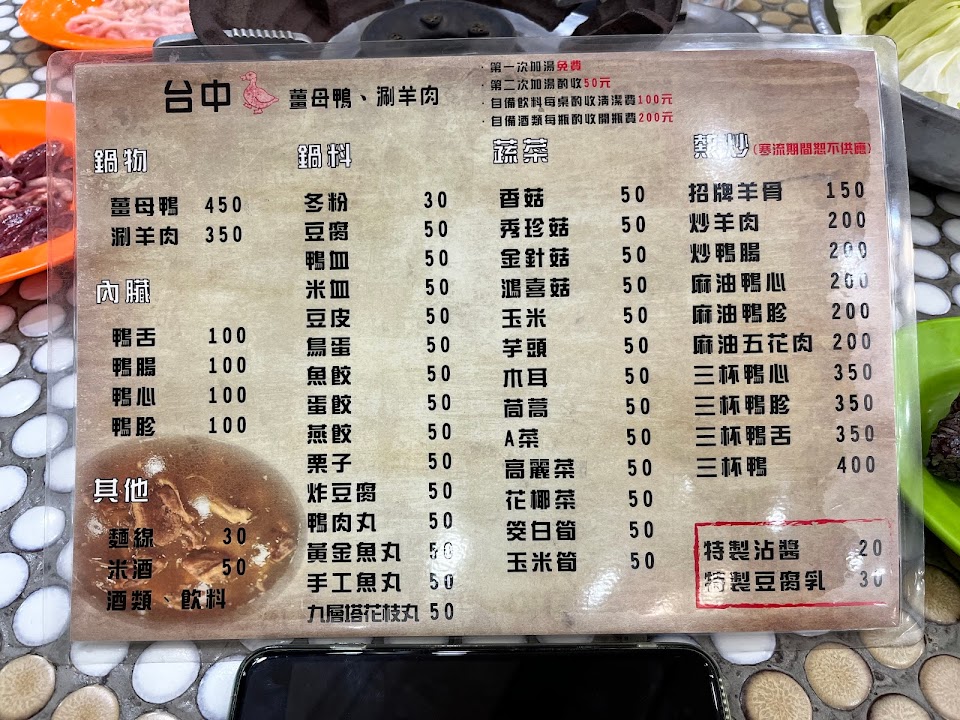 台中 薑母鴨、涮羊肉
· 第一次加湯免費
· 第二次加湯酌收50元
· 自備飲料每桌酌收清潔費100元
· 自備酒類每瓶酌收開瓶費200元
鍋物
薑母鴨 450
涮羊肉 350
內臟
鴨舌 100
鴨腸 100
鴨心 100
鴨胗 100
其他
麵線 30
米酒 50
酒類、飲料
鍋料
冬粉 30
豆腐 50
鴨血 50
米血 50
豆皮 50
鳥蛋 50
魚餃 50
蛋餃 50
燕餃 50
栗子 50
炸豆腐 50
鴨肉丸 50
黃金魚丸 50
手工魚丸 50
九層塔花枝丸 50
蔬菜
香菇 50
秀珍菇 50
金針菇 50
鴻喜菇 50
玉米 50
芋頭 50
木耳 50
茼蒿 50
A菜 50
高麗菜 50
花椰菜 50
筊白筍 50
玉米筍 50
熱炒(寒流期間恕不供應)
招牌羊骨 150
炒羊肉 200
炒鴨腸 200
麻油鴨心 200
麻油鴨胗 200
麻油五花肉 200
三杯鴨心 350
三杯鴨胗 350
三杯鴨舌 350
三杯鴨 400
特製沾醬 20
特製豆腐乳 30